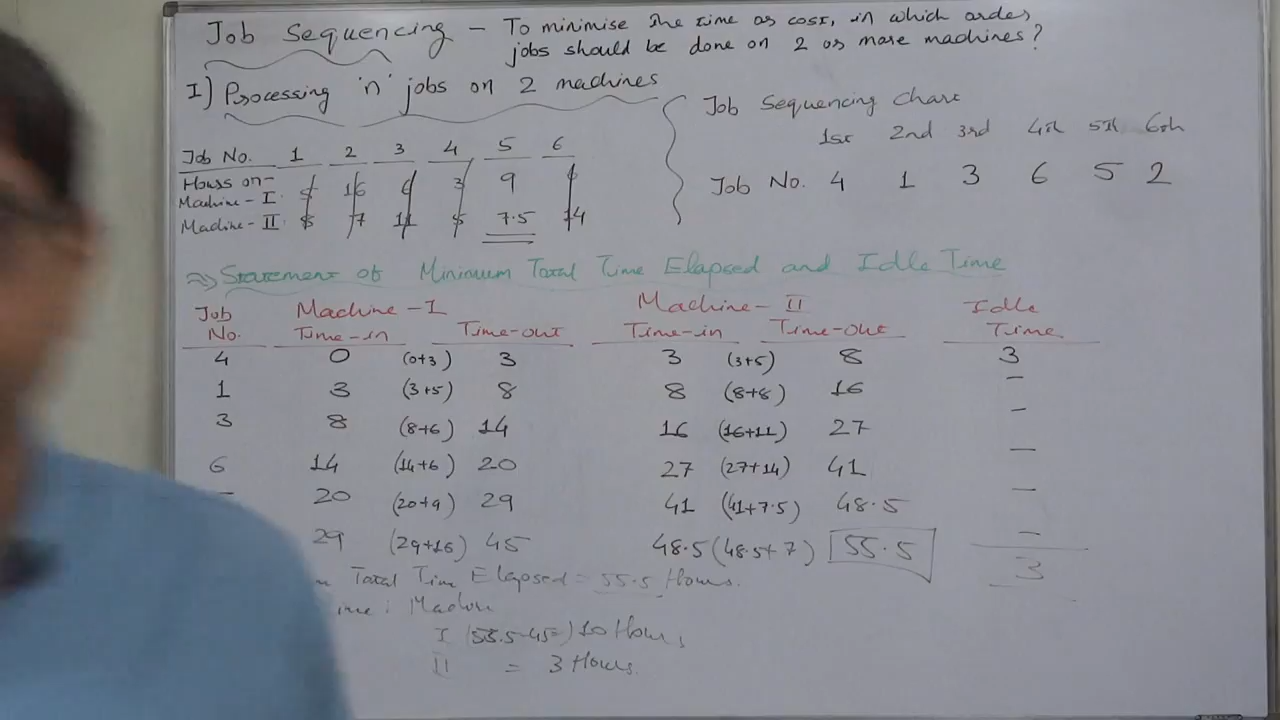 Job Sequencing – To minimise the time or cost, in which order
jobs should be done on 2 or more machines?
I) Processing 'n' jobs on 2 machines
Job No. 1 2 3 4 5 6
Hours on-
Machine-I 5 16 6 3 9 6
Machine-II 8 7 11 5 7.5 14
Job Sequencing Chart
1st 2nd 3rd 4th 5th 6th
Job No. 4 1 3 6 5 2
⇒ Statement of Minimum Total Time Elapsed and Idle Time
Job No. Machine-I Machine-II Idle Time
Time-in Time-out Time-in Time-out
4 0 (0+3) 3 3 (3+5) 8 3
1 3 (3+5) 8 8 (8+8) 16 –
3 8 (8+6) 14 16 (16+11) 27 –
6 14 (14+6) 20 27 (27+14) 41 –
20 (20+9) 29 41 (41+7.5) 48.5 –
29 (29+16) 45 48.5 (48.5+7) 55.5 –
3
Total Time Elapsed = 55.5 Hours.
: Machine
I (55.5-45=) 10 Hours,
II = 3 Hours.